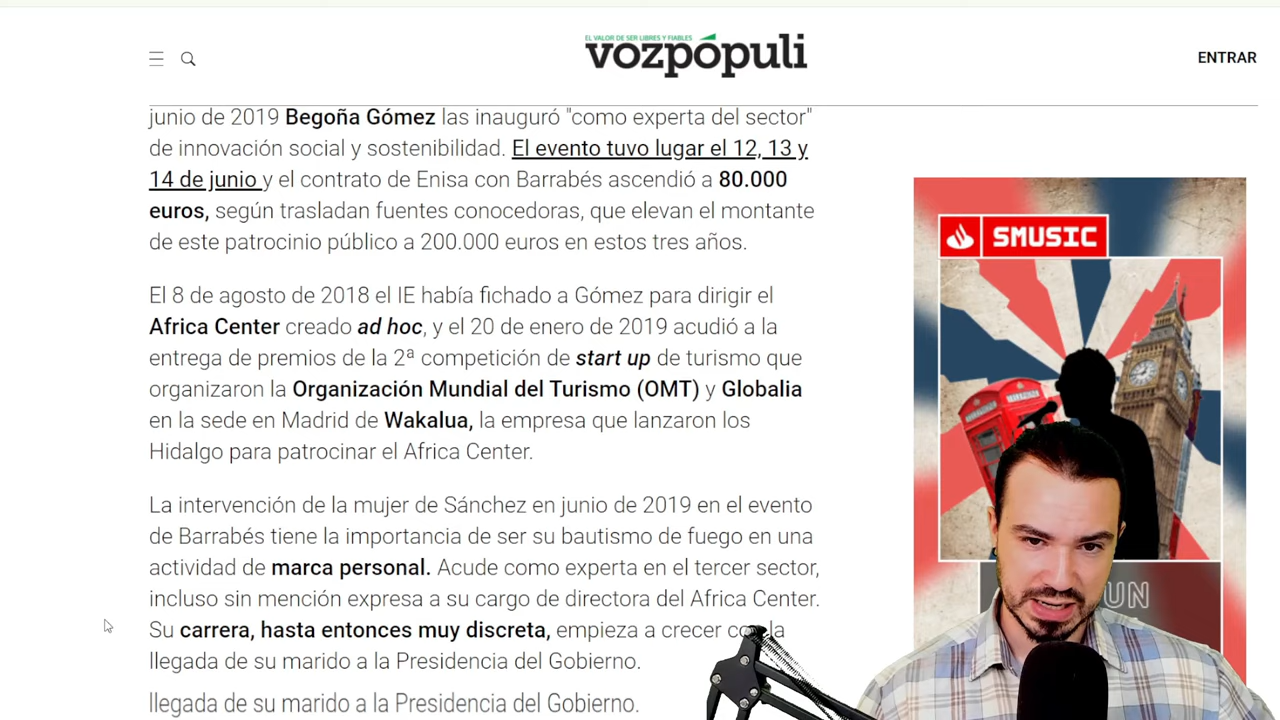 EL VALOR DE SER LIBRES Y FIABLES
vozpópuli
ENTRAR
junio de 2019 Begoña Gómez las inauguró "como experta del sector"
de innovación social y sostenibilidad. El evento tuvo lugar el 12, 13 y
14 de junio y el contrato de Enisa con Barrabés ascendió a 80.000
euros, según trasladan fuentes conocedoras, que elevan el montante
de este patrocinio público a 200.000 euros en estos tres años.
El 8 de agosto de 2018 el IE había fichado a Gómez para dirigir el
Africa Center creado ad hoc, y el 20 de enero de 2019 acudió a la
entrega de premios de la 2ª competición de start up de turismo que
organizaron la Organización Mundial del Turismo (OMT) y Globalia
en la sede en Madrid de Wakalua, la empresa que lanzaron los
Hidalgo para patrocinar el Africa Center.
La intervención de la mujer de Sánchez en junio de 2019 en el evento
de Barrabés tiene la importancia de ser su bautismo de fuego en una
actividad de marca personal. Acude como experta en el tercer sector,
incluso sin mención expresa a su cargo de directora del Africa Center.
Su carrera, hasta entonces muy discreta, empieza a crecer con la
llegada de su marido a la Presidencia del Gobierno.
llegada de su marido a la Presidencia del Gobierno.
SMUSIC
UN